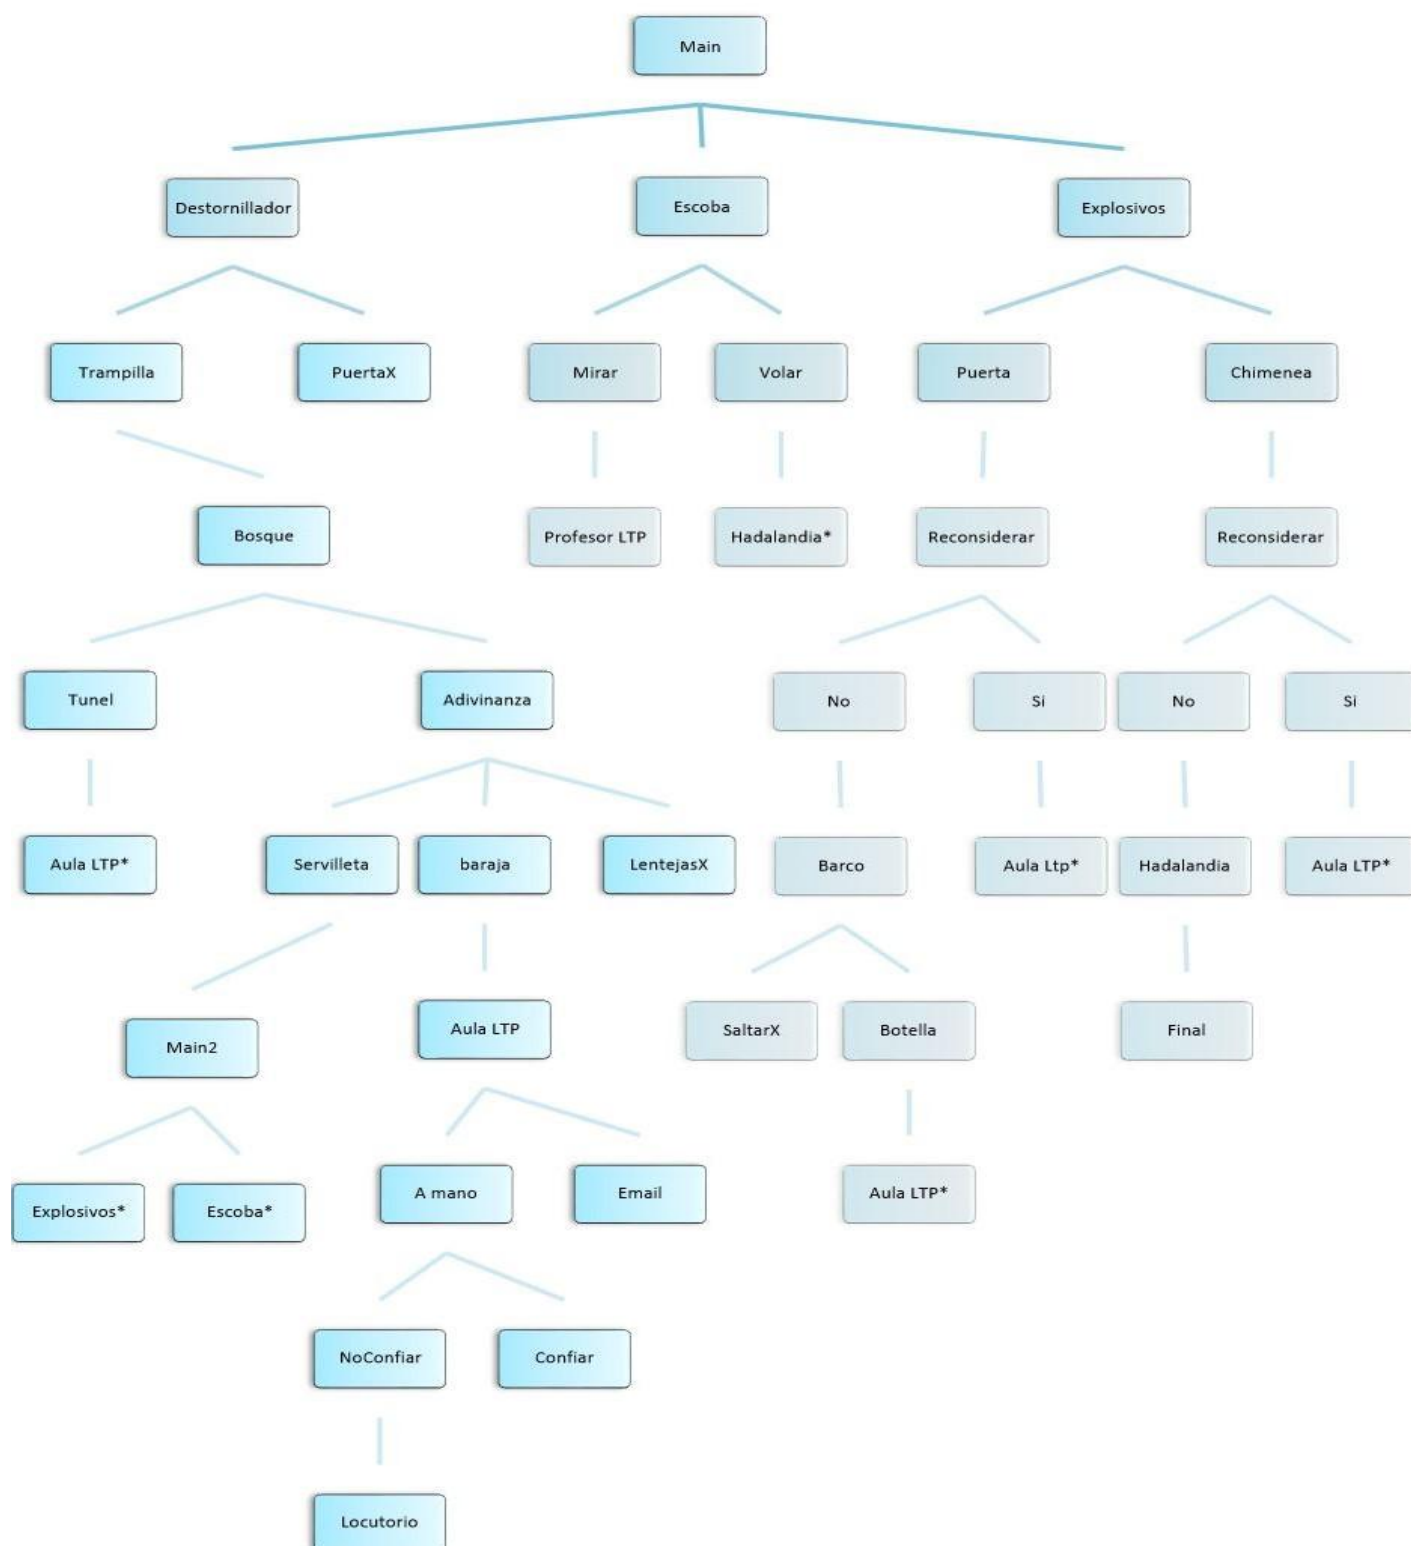 Main
Destornillador
Escoba
Explosivos
Trampilla
PuertaX
Mirar
Volar
Puerta
Chimenea
Bosque
Profesor LTP
Hadalandia*
Reconsiderar
Reconsiderar
Tunel
Adivinanza
No
Si
No
Si
Aula LTP*
Servilleta
baraja
LentejasX
Barco
Aula Ltp*
Hadalandia
Aula LTP*
Main2
Aula LTP
SaltarX
Botella
Final
Explosivos*
Escoba*
A mano
Email
Aula LTP*
NoConfiar
Confiar
Locutorio